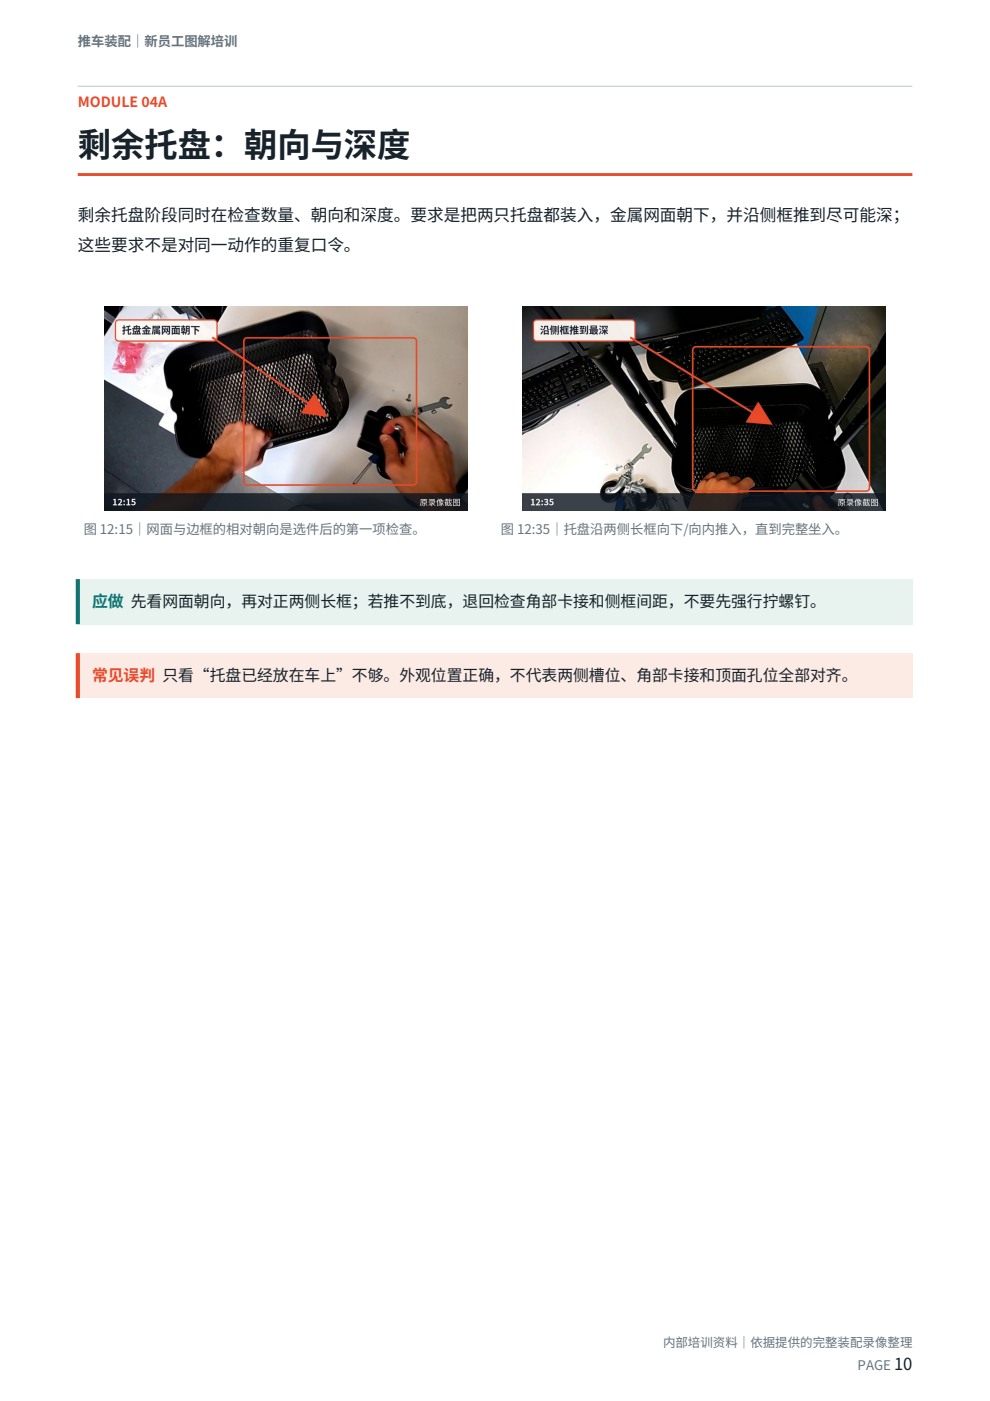 推车装配｜新员工图解培训
MODULE 04A
剩余托盘：朝向与深度
剩余托盘阶段同时在检查数量、朝向和深度。要求是把两只托盘都装入，金属网面朝下，并沿侧框推到尽可能深；
这些要求不是对同一动作的重复口令。
托盘金属网面朝下
12:15
原录像截图
沿侧框推到最深
12:35
原录像截图
图 12:15｜网面与边框的相对朝向是选件后的第一项检查。
图 12:35｜托盘沿两侧长框向下/向内推入，直到完整坐入。
应做 先看网面朝向，再对正两侧长框；若推不到底，退回检查角部卡接和侧框间距，不要先强行拧螺钉。
常见误判 只看“托盘已经放在车上”不够。外观位置正确，不代表两侧槽位、角部卡接和顶面孔位全部对齐。
内部培训资料｜依据提供的完整装配录像整理
PAGE 10